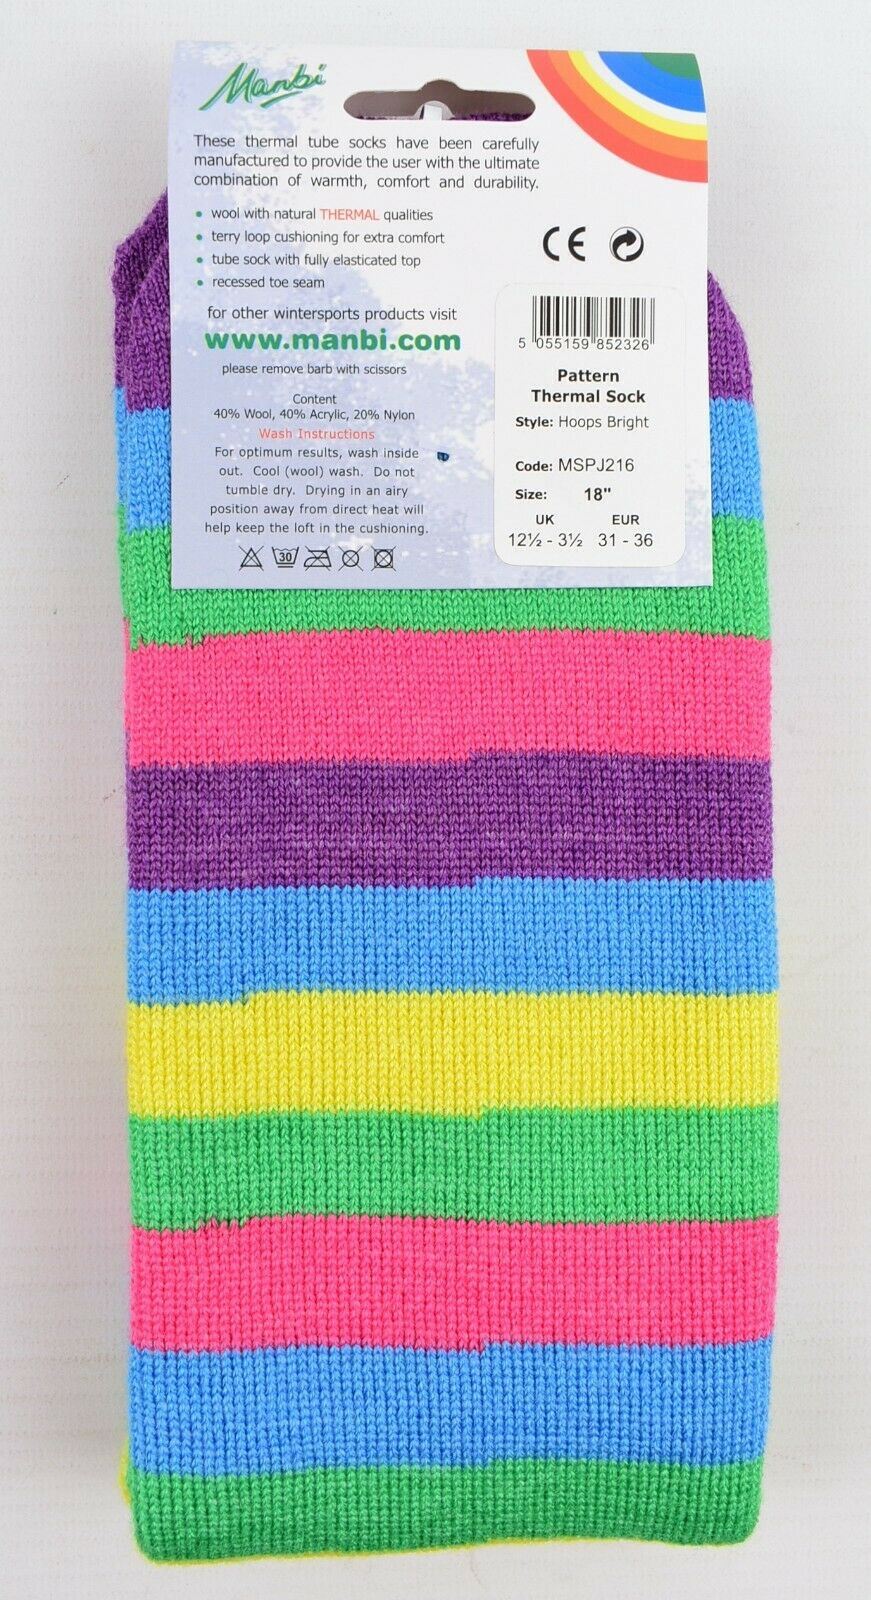 Manbi
These thermal tube socks have been carefully
manufactured to provide the user with the ultimate
combination of warmth, comfort and durability.
• wool with natural THERMAL qualities
• terry loop cushioning for extra comfort
• tube sock with fully elasticated top
• recessed toe seam
for other wintersports products visit
www.manbi.com
please remove barb with scissors
Content
40% Wool, 40% Acrylic, 20% Nylon
Wash Instructions
For optimum results, wash inside
out. Cool (wool) wash. Do not
tumble dry. Drying in an airy
position away from direct heat will
help keep the loft in the cushioning.
30
CE
5 055159 852326
Pattern
Thermal Sock
Style: Hoops Bright
Code: MSPJ216
Size: 18"
UK EUR
12½ - 3½ 31 - 36